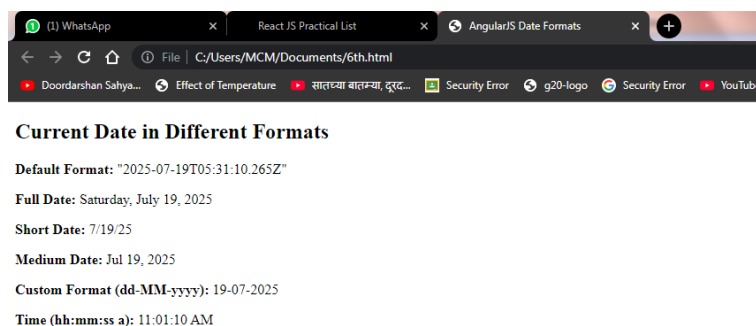 (1) WhatsApp
React JS Practical List
AngularJS Date Formats
File C:/Users/MCM/Documents/6th.html
Doordarshan Sahya...
Effect of Temperature
सातच्या बातम्या, दूरद...
Security Error
g20-logo
Security Error
YouTub
Current Date in Different Formats
Default Format: "2025-07-19T05:31:10.265Z"
Full Date: Saturday, July 19, 2025
Short Date: 7/19/25
Medium Date: Jul 19, 2025
Custom Format (dd-MM-yyyy): 19-07-2025
Time (hh:mm:ss a): 11:01:10 AM